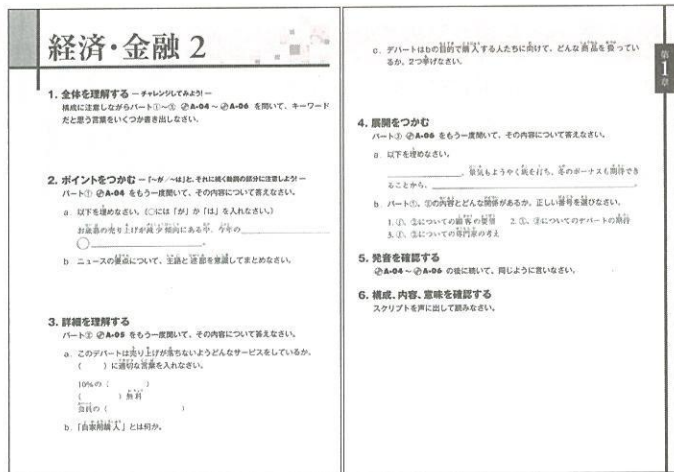 経済・金融 2
1. 全体を理解する －チャレンジしてみよう!－
構成に注意しながらパート①～③ A-04～ A-06 を聞いて、キーワード
だと思う言葉をいくつか書き出しなさい。
2. ポイントをつかむ －「～が/～は」と、それに続く動詞の部分に注意しよう!－
パート① A-04 をもう一度聞いて、その内容について答えなさい。
a. 以下を埋めなさい。(○には「が」か「は」を入れなさい。)
お歳暮の売り上げが減少傾向にある中、今年の
○ 。
b ニュースの要点について、主語と述部を意識してまとめなさい。
3. 詳細を理解する
パート② A-05 をもう一度聞いて、その内容について答えなさい。
a. このデパートは売り上げが落ちないようどんなサービスをしているか。
( )に適切な言葉を入れなさい。
10%の( )
( )無料
会員の( )
b.「自家用購入」とは何か。
c. デパートはbの目的で購入する人たちに向けて、どんな商品を扱ってい
るか。2つ挙げなさい。
第1章
4. 展開をつかむ
パート③ A-06 をもう一度聞いて、その内容について答えなさい。
a 以下を埋めなさい。
、景気もようやく底を打ち、冬のボーナスも期待でき
ることから、 。
b パート①、②の内容とどんな関係があるか。正しい番号を選びなさい。
1. ①、②についての顧客の要望 2. ①、②についてのデパートの期待
3. ①、②についての専門家の考え
5. 発音を確認する
A-04～ A-06 の後に続いて、同じように言いなさい。
6. 構成、内容、意味を確認する
スクリプトを声に出して読みなさい。